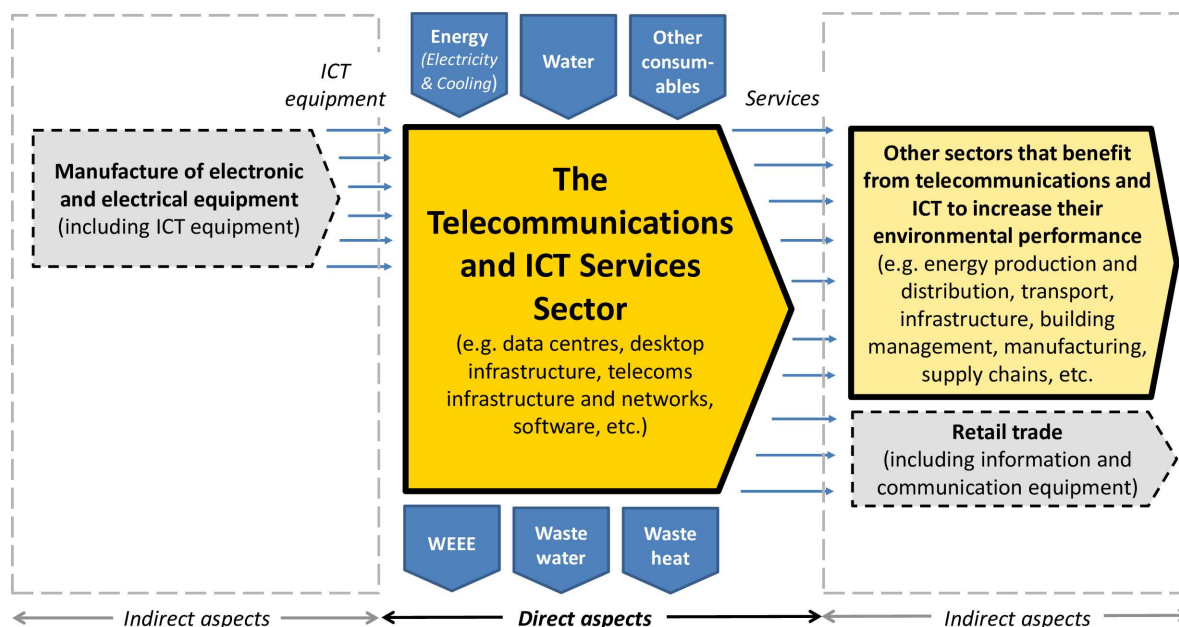 Energy
(Electricity
& Cooling)
Water
Other
consum-
ables
ICT
equipment
Services
Manufacture of electronic
and electrical equipment
(including ICT equipment)
The
Telecommunications
and ICT Services
Sector
(e.g. data centres, desktop
infrastructure, telecoms
infrastructure and networks,
software, etc.)
Other sectors that benefit
from telecommunications and
ICT to increase their
environmental performance
(e.g. energy production and
distribution, transport,
infrastructure, building
management, manufacturing,
supply chains, etc.
Retail trade
(including information and
communication equipment)
WEEE
Waste
water
Waste
heat
Indirect aspects
Direct aspects
Indirect aspects